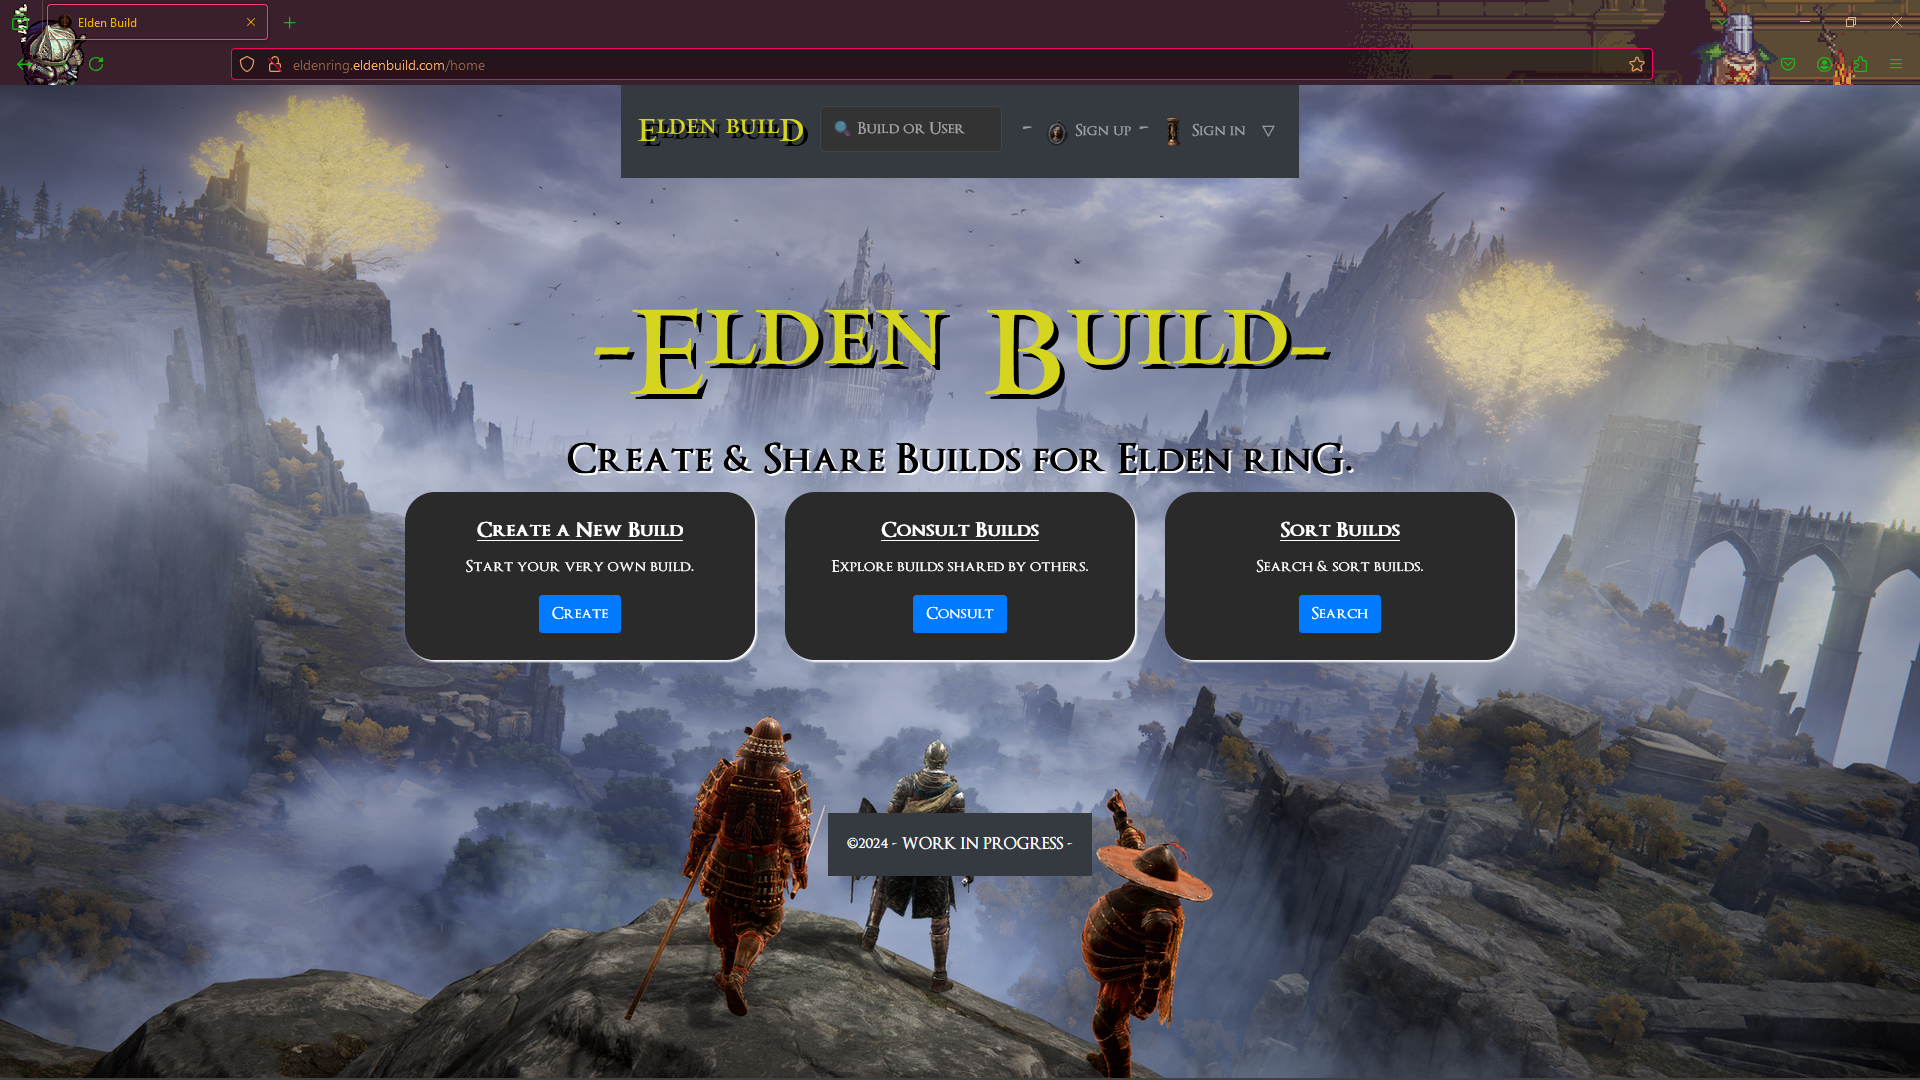 Elden Build
eldenring.eldenbuild.com/home
Elden Build
Build or User
- Sign up -
Sign in
-Elden Build-
Create & Share Builds for Elden ring.
Create a New Build
Start your very own build.
Create
Consult Builds
Explore builds shared by others.
Consult
Sort Builds
Search & sort builds.
Search
©2024 - WORK IN PROGRESS -